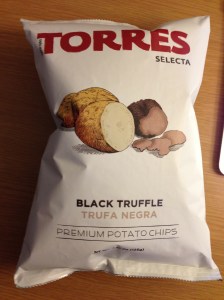 TORRES
SELECTA
BLACK TRUFFLE
TRUFA NEGRA
PREMIUM POTATO CHIPS